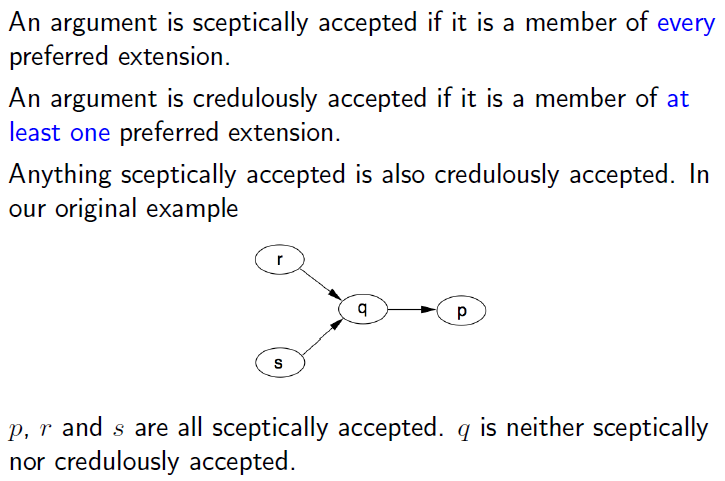 An argument is sceptically accepted if it is a member of every
preferred extension.
An argument is credulously accepted if it is a member of at
least one preferred extension.
Anything sceptically accepted is also credulously accepted. In
our original example
r
q
p
s
p, r and s are all sceptically accepted. q is neither sceptically
nor credulously accepted.